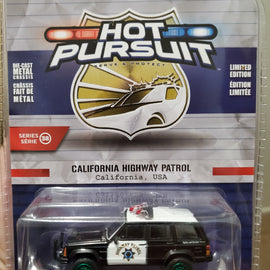 HOT
PURSUIT
SERVE & PROTECT
DIE-CAST
METAL
CHASSIS
CHÂSSIS
FAIT DE
MÉTAL
LIMITED
EDITION
ÉDITION
LIMITÉE
SERIES
SÉRIE
38
CALIFORNIA HIGHWAY PATROL
California, USA